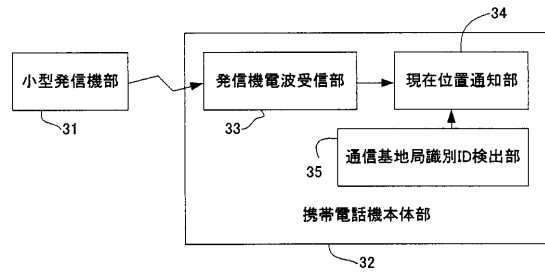 34
小型発信機部
発信機電波受信部
現在位置通知部
31
33
通信基地局識別ID検出部
35
携帯電話機本体部
32